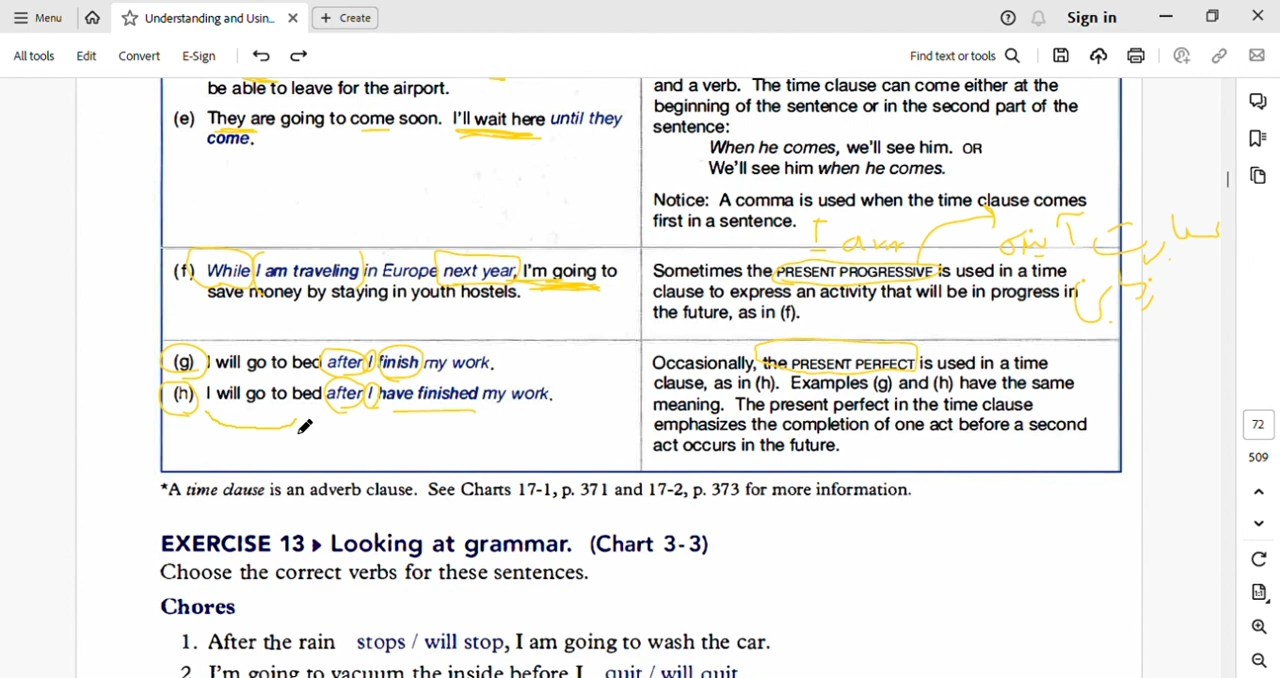 Menu
Understanding and Usin...
Create
Sign in
All tools
Edit
Convert
E-Sign
Find text or tools
be able to leave for the airport.
(e) They are going to come soon. I'll wait here until they
come.
and a verb. The time clause can come either at the
beginning of the sentence or in the second part of the
sentence:
When he comes, we'll see him. OR
We'll see him when he comes.
Notice: A comma is used when the time clause comes
first in a sentence.
I am
(f) While I am traveling in Europe next year, I'm going to
save money by staying in youth hostels.
Sometimes the PRESENT PROGRESSIVE is used in a time
clause to express an activity that will be in progress in
the future, as in (f).
(g) I will go to bed after I finish my work.
(h) I will go to bed after I have finished my work.
Occasionally, the PRESENT PERFECT is used in a time
clause, as in (h). Examples (g) and (h) have the same
meaning. The present perfect in the time clause
emphasizes the completion of one act before a second
act occurs in the future.
*A time clause is an adverb clause. See Charts 17-1, p. 371 and 17-2, p. 373 for more information.
EXERCISE 13 ▸ Looking at grammar. (Chart 3-3)
Choose the correct verbs for these sentences.
Chores
1. After the rain stops / will stop, I am going to wash the car.
2. I'm going to vacuum the inside before I quit / will quit
72
509